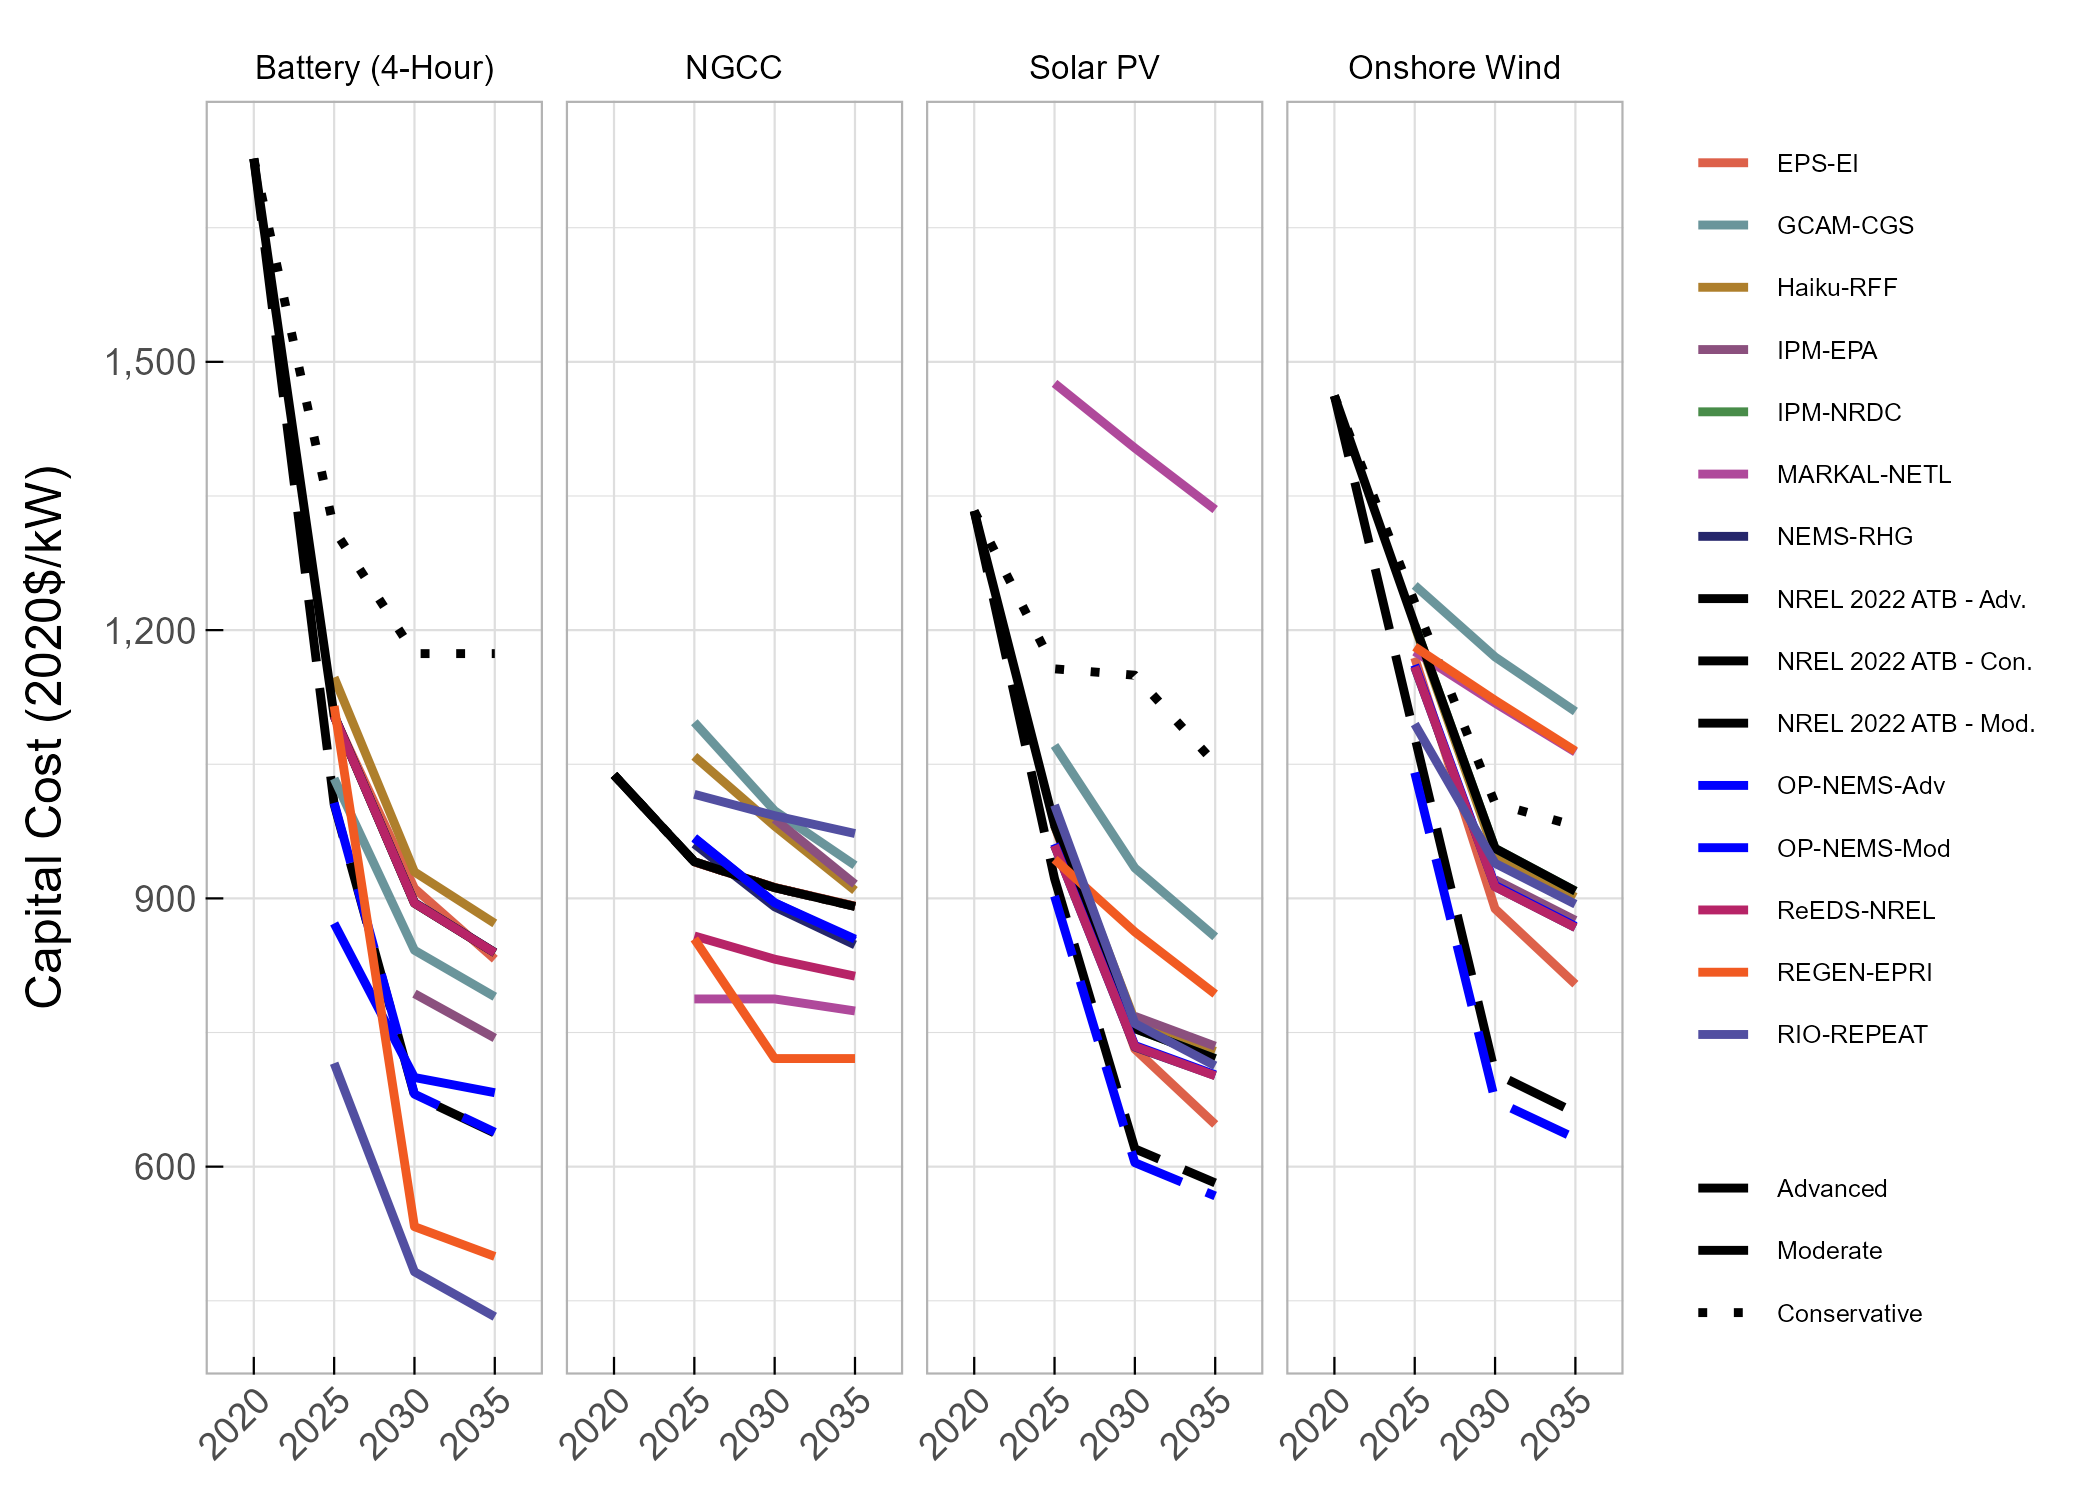 Battery (4-Hour)
NGCC
Solar PV
Onshore Wind
Capital Cost (2020$/kW)
1,500
1,200
900
600
2020 2025 2030 2035
2020 2025 2030 2035
2020 2025 2030 2035
2020 2025 2030 2035
EPS-EI
GCAM-CGS
Haiku-RFF
IPM-EPA
IPM-NRDC
MARKAL-NETL
NEMS-RHG
NREL 2022 ATB - Adv.
NREL 2022 ATB - Con.
NREL 2022 ATB - Mod.
OP-NEMS-Adv
OP-NEMS-Mod
ReEDS-NREL
REGEN-EPRI
RIO-REPEAT
Advanced
Moderate
Conservative